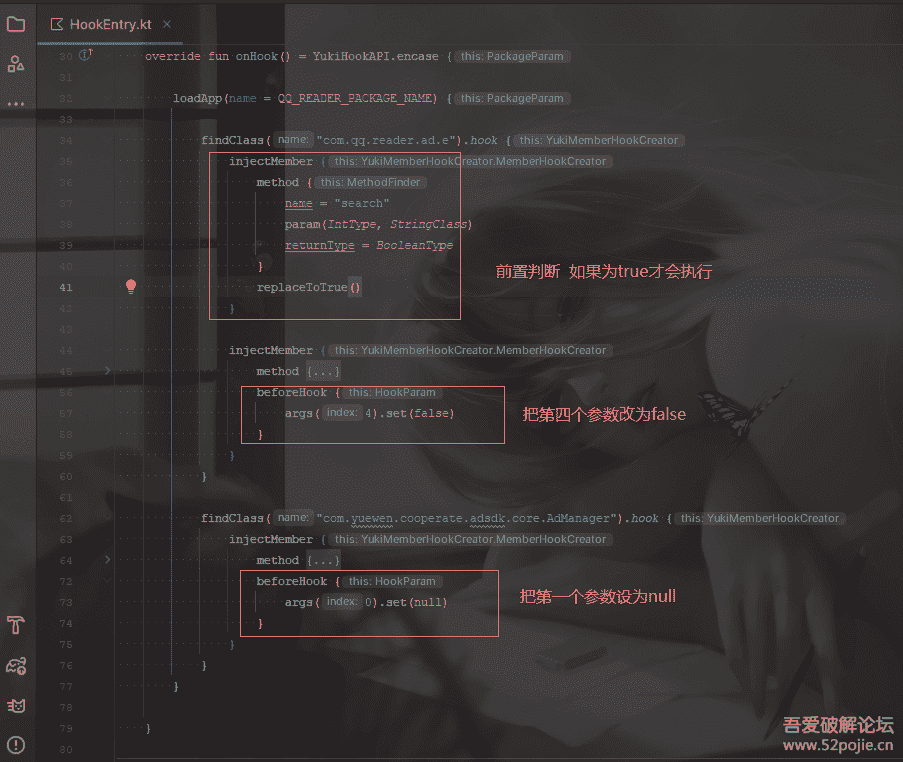 HookEntry.kt ×
30 override fun onHook() = YukiHookAPI.encase { this: PackageParam
31
32 loadApp(name = QQ_READER_PACKAGE_NAME) { this: PackageParam
33
34 findClass( name: "com.qq.reader.ad.e").hook { this: YukiMemberHookCreator
35 injectMember { this: YukiMemberHookCreator.MemberHookCreator
36 method { this: MethodFinder
37 name = "search"
38 param(IntType, StringClass)
39 returnType = BooleanType
40 }
前置判断 如果为true才会执行
41 replaceToTrue()
42 }
43
44 injectMember { this: YukiMemberHookCreator.MemberHookCreator
45 method {...}
56 beforeHook { this: HookParam
57 args( index: 4).set(false)
把第四个参数改为false
58 }
59 }
60 }
61
62 findClass( name: "com.yuewen.cooperate.adsdk.core.AdManager").hook { this: YukiMemberHookCreator
63 injectMember { this: YukiMemberHookCreator.MemberHookCreator
64 method {...}
72 beforeHook { this: HookParam
73 args( index: 0).set(null)
把第一个参数设为null
74 }
75 }
76 }
77 }
78
79 }
80
吾爱破解论坛
www.52pojie.cn